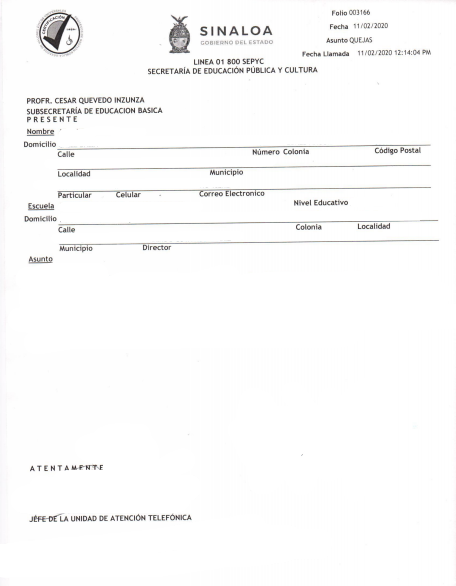 Folio 003166
Fecha 11/02/2020
Asunto QUEJAS
Fecha Llamada 11/02/2020 12:14:04 PM
SINALOA
GOBIERNO DEL ESTADO
LINEA 01 800 SEPYC
SECRETARÍA DE EDUCACIÓN PÚBLICA Y CULTURA
PROFR. CESAR QUEVEDO INZUNZA
SUBSECRETARÍA DE EDUCACION BASICA
P R E S E N T E
Nombre
Domicilio
Calle Número Colonia Código Postal
Localidad Municipio
Particular Celular Correo Electronico
Escuela Nivel Educativo
Domicilio
Calle Colonia Localidad
Municipio Director
Asunto
A T E N T A M E N T E
JEFE DE LA UNIDAD DE ATENCIÓN TELEFÓNICA